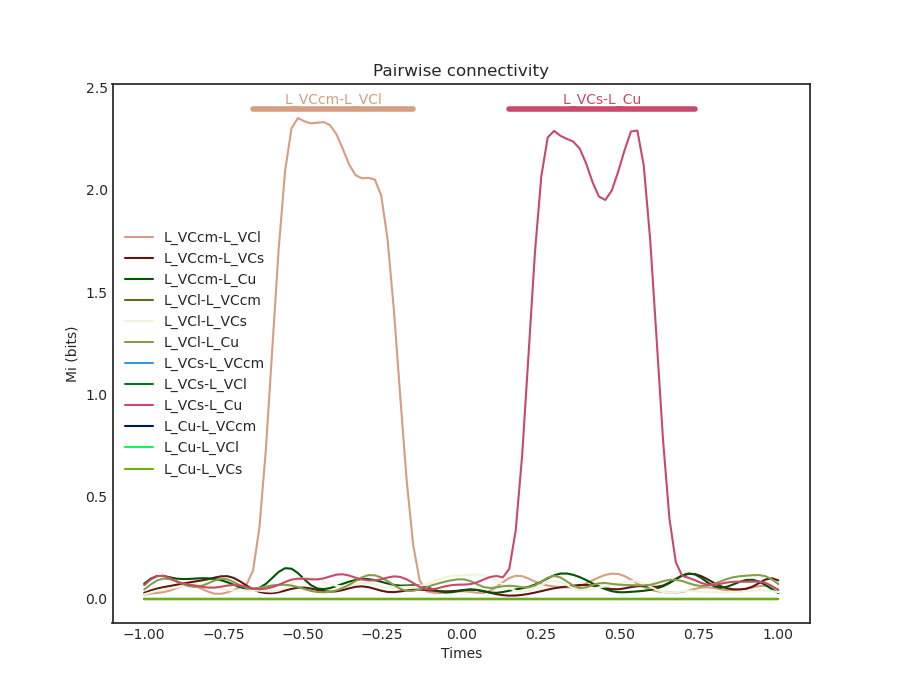 Pairwise connectivity
L_VCcm-L_VCl
L_VCs-L_Cu
2.5
2.0
1.5
1.0
0.5
0.0
Mi (bits)
L_VCcm-L_VCl
L_VCcm-L_VCs
L_VCcm-L_Cu
L_VCl-L_VCcm
L_VCl-L_VCs
L_VCl-L_Cu
L_VCs-L_VCcm
L_VCs-L_VCl
L_VCs-L_Cu
L_Cu-L_VCcm
L_Cu-L_VCl
L_Cu-L_VCs
−1.00 −0.75 −0.50 −0.25 0.00 0.25 0.50 0.75 1.00
Times